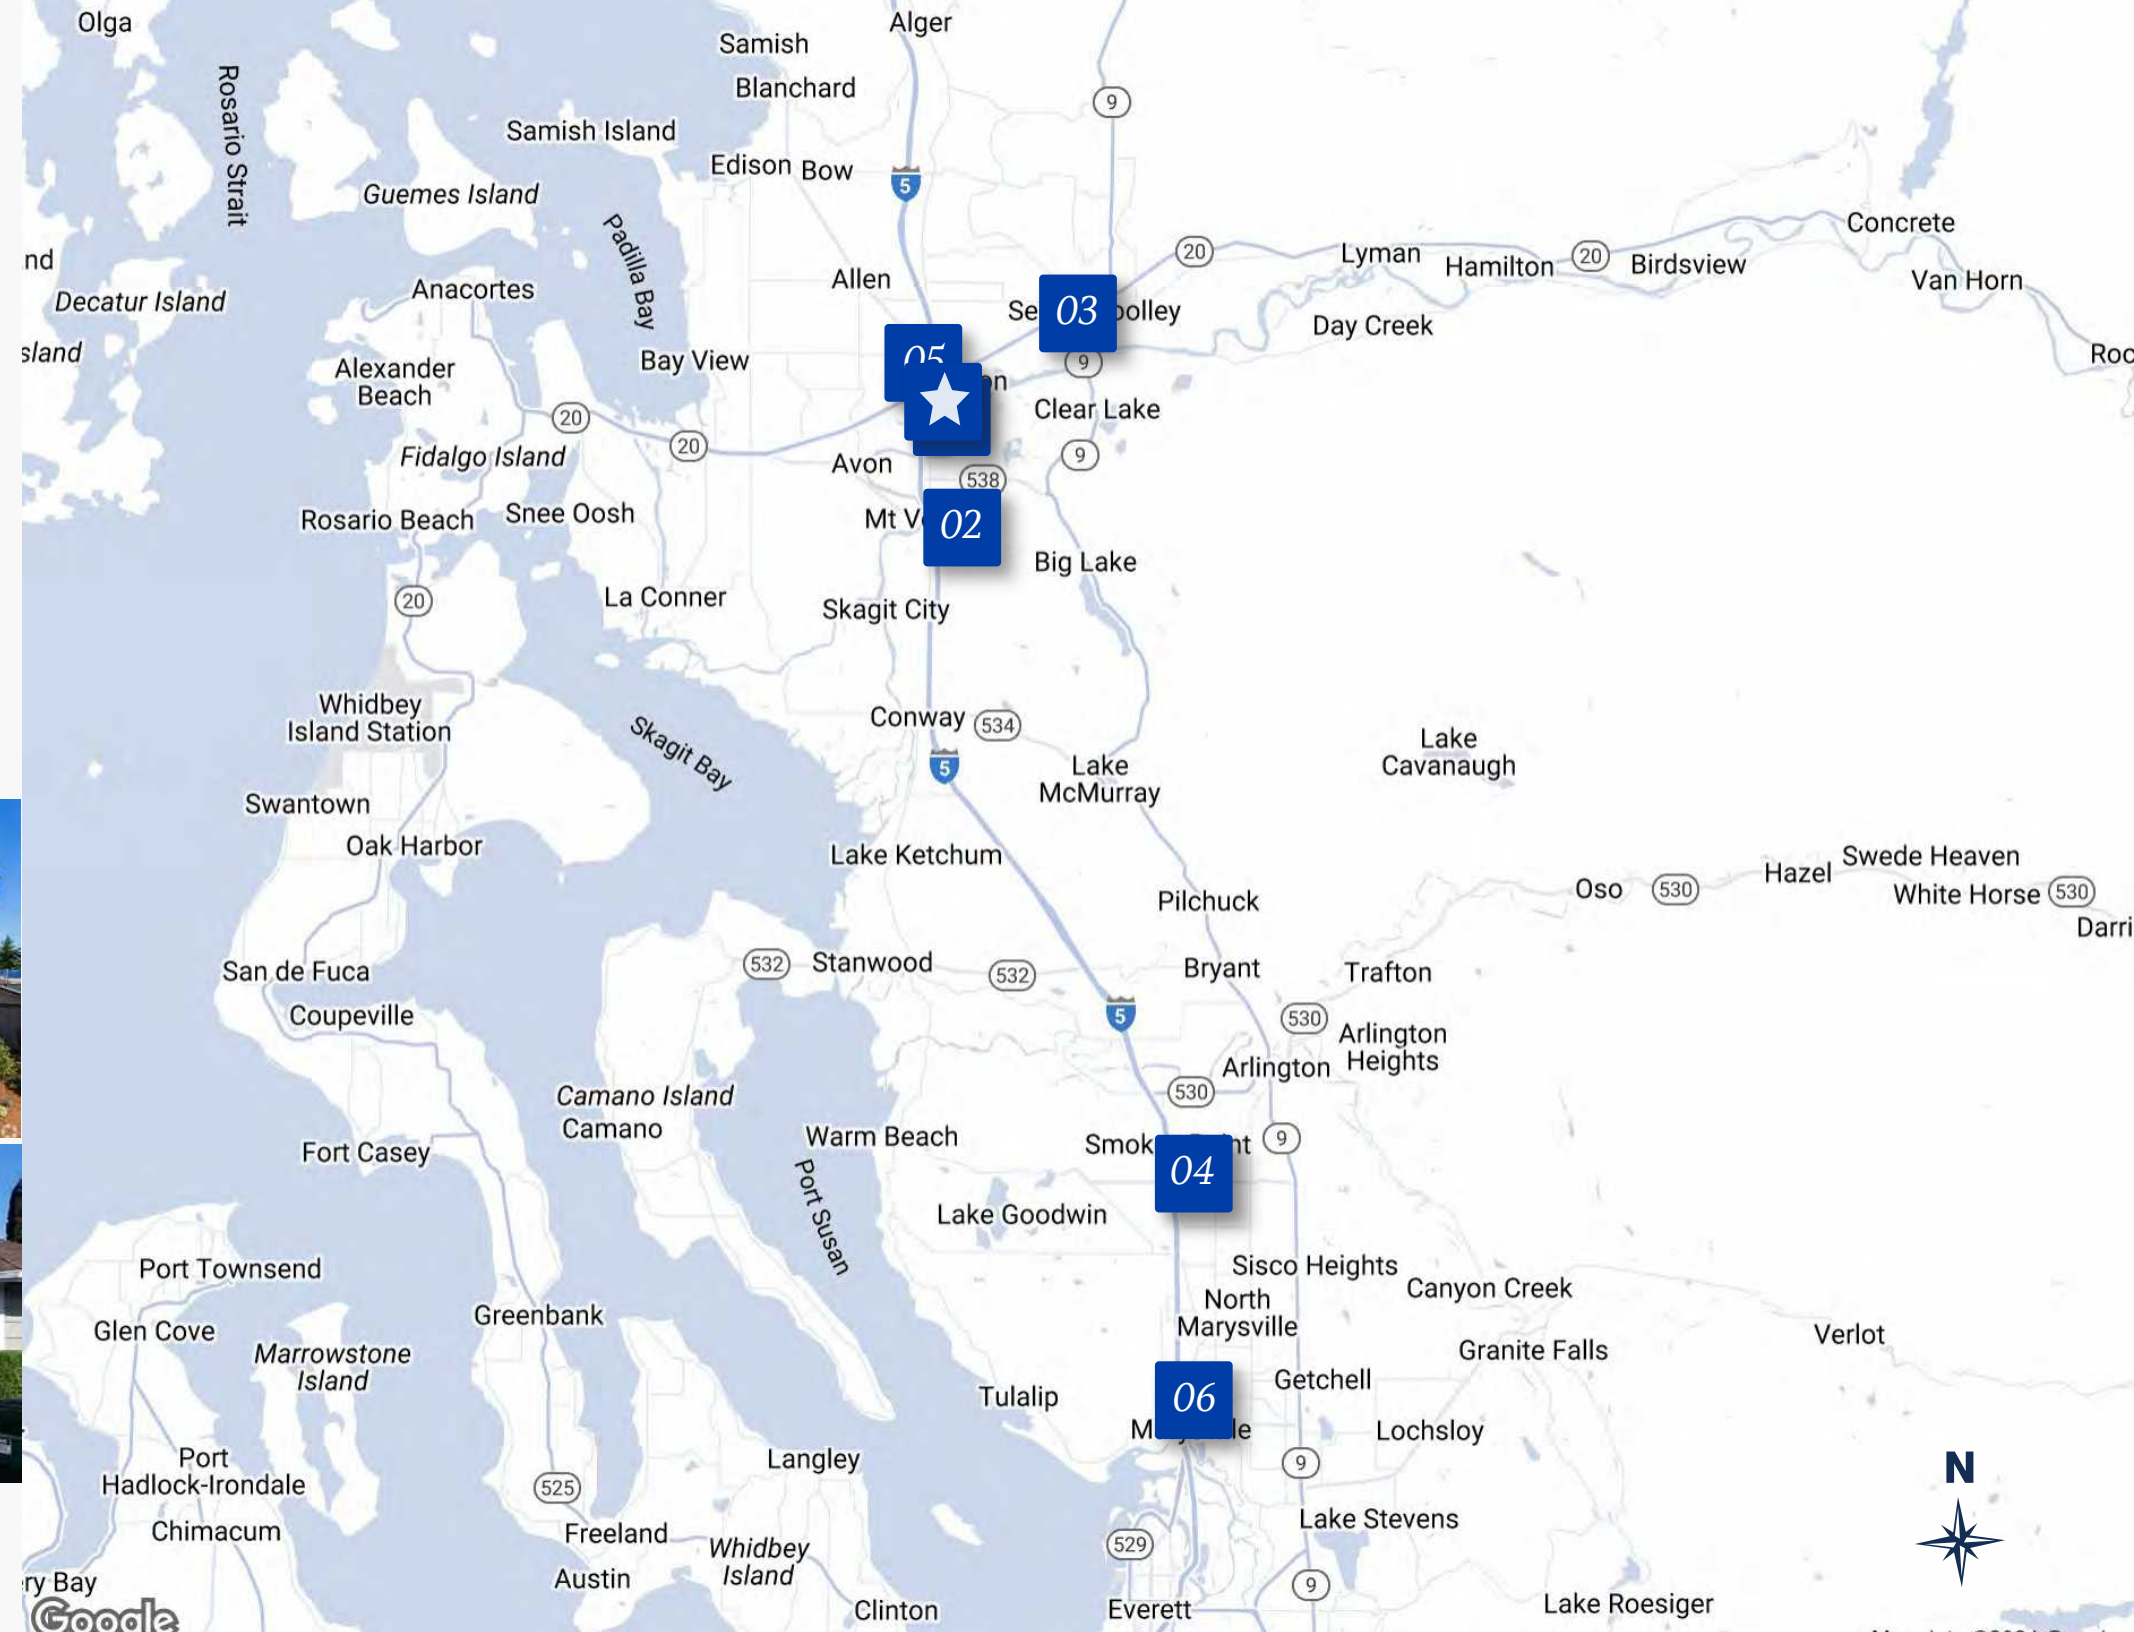 Olga
Alger
Samish
Blanchard
Rosario Strait
9
Samish Island
Edison
Bow
5
Guemes Island
Padilla Bay
Concrete
nd
20
Lyman
Hamilton
20
Birdsview
Van Horn
Allen
Anacortes
Decatur Island
03
Day Creek
sland
05
Bay View
9
Alexander
Beach
Clear Lake
20
20
Fidalgo Island
Avon
9
538
Rosario Beach
Snee Oosh
Mt
02
Big Lake
20
La Conner
Skagit City
Whidbey
Island Station
Skagit Bay
Conway
534
5
Lake
McMurray
Lake
Cavanaugh
Swantown
Oak Harbor
Lake Ketchum
Swede Heaven
Hazel
Oso
530
White Horse
530
Pilchuck
Darri
San de Fuca
532
Stanwood
532
Bryant
Trafton
Coupeville
5
530
Arlington
Heights
Arlington
530
Camano Island
Camano
Warm Beach
Fort Casey
9
04
Port Susan
Lake Goodwin
Port Townsend
Sisco Heights
Canyon Creek
North
Marysville
Greenbank
Glen Cove
Marrowstone
Island
Verlot
Granite Falls
Getchell
Tulalip
06
Lochsloy
Port
Hadlock-Irondale
Langley
9
N
525
Chimacum
Freeland
Whidbey
Island
Lake Stevens
529
Austin
ry Bay
9
Google
Clinton
Everett
Lake Roesiger